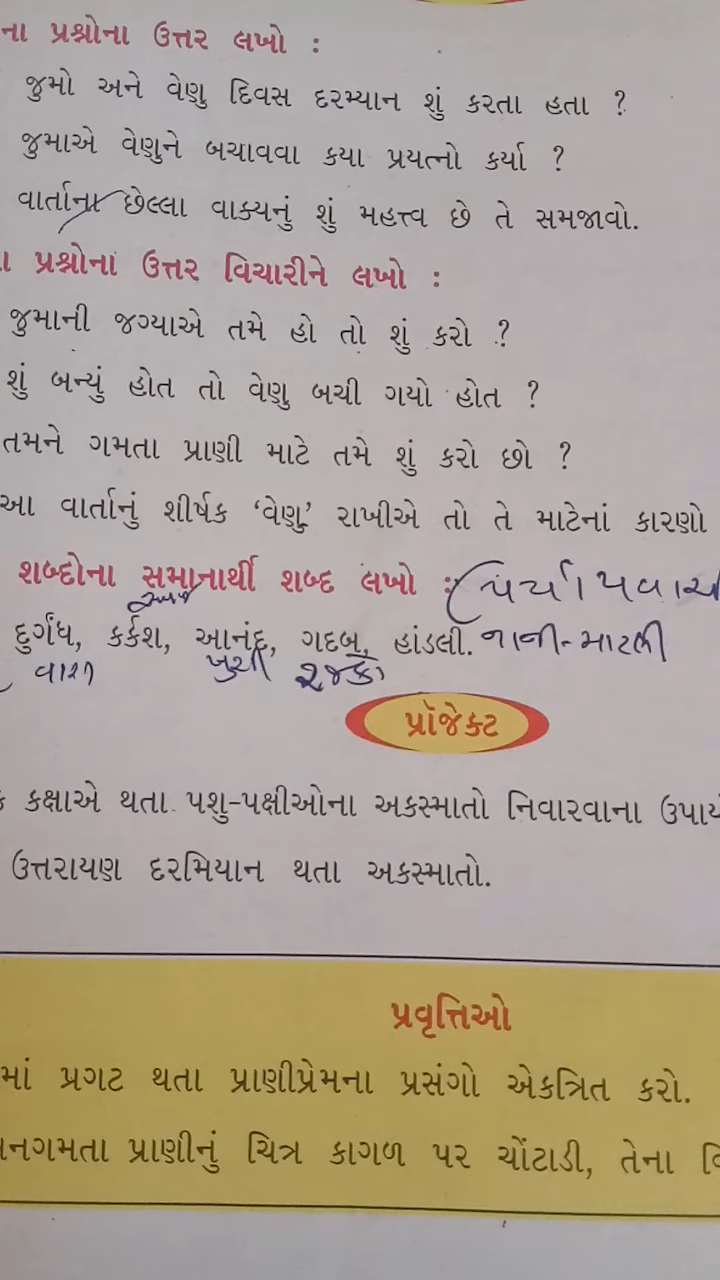 ના પ્રશ્નોના ઉત્તર લખો :
જુમો અને વેણુ દિવસ દરમ્યાન શું કરતા હતા ?
જુમાએ વેણુને બચાવવા કયા પ્રયત્નો કર્યા ?
વાર્તાના છેલ્લા વાક્યનું શું મહત્ત્વ છે તે સમજાવો.
પ્રશ્નોનાં ઉત્તર વિચારીને લખો :
જુમાની જગ્યાએ તમે હો તો શું કરો ?
શું બન્યું હોત તો વેણુ બચી ગયો હોત ?
તમને ગમતા પ્રાણી માટે તમે શું કરો છો ?
આ વાર્તાનું શીર્ષક ‘વેણુ’ રાખીએ તો તે માટેનાં કારણો
શબ્દોના સમાનાર્થી શબ્દ લખો :
દુર્ગંધ, કર્કશ, આનંદ, ગદબ, હાંડલી. નાની-માટલી
વાસ ખુશી રજકો
પ્રૉજેક્ટ
કક્ષાએ થતા પશુ-પક્ષીઓના અકસ્માતો નિવારવાના
ઉત્તરાયણ દરમિયાન થતા અકસ્માતો.
પ્રવૃત્તિઓ
માં પ્રગટ થતા પ્રાણીપ્રેમના પ્રસંગો એકત્રિત કરો.
નગમતા પ્રાણીનું ચિત્ર કાગળ પર ચોંટાડી, તેના વિ